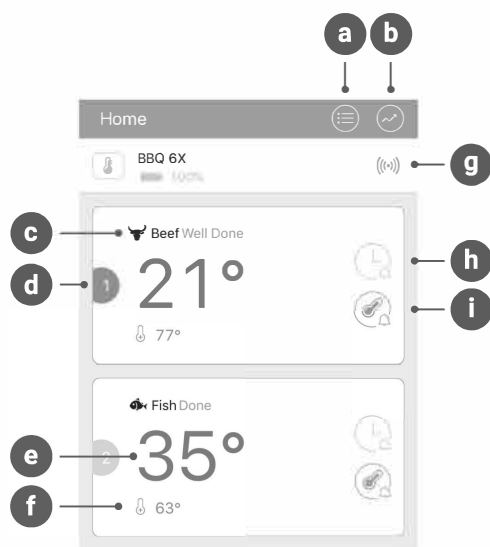 a b
Home
BBQ 6X
100%
g
c
Beef Well Done
h
d
1
21°
i
77°
Fish Done
e
2
35°
f
63°